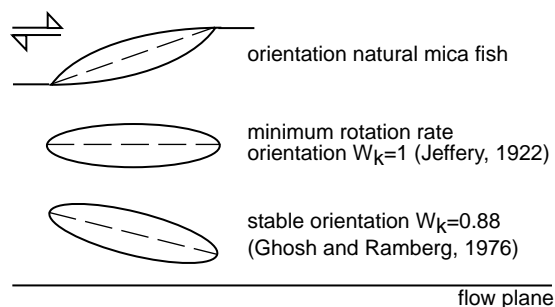 orientation natural mica fish
minimum rotation rate
orientation Wk=1 (Jeffery, 1922)
stable orientation Wk=0.88
(Ghosh and Ramberg, 1976)
flow plane